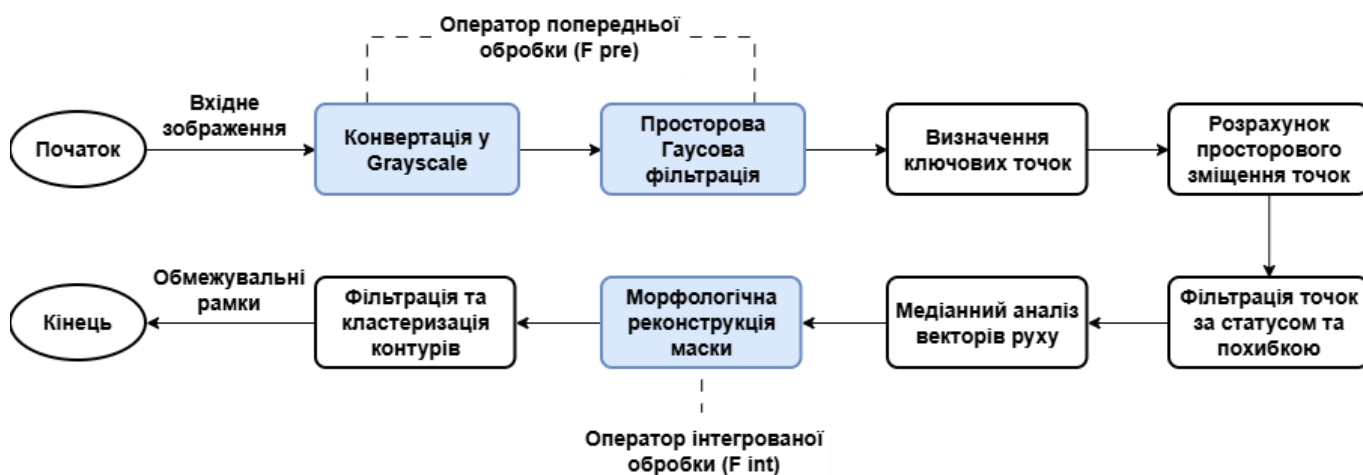 Оператор попередньої
обробки (F pre)
Вхідне
зображення
Початок
Конвертація у
Grayscale
Просторова
Гаусова
фільтрація
Визначення
ключових точок
Розрахунок
просторового
зміщення точок
Фільтрація точок
за статусом та
похибкою
Медіанний аналіз
векторів руху
Морфологічна
реконструкція
маски
Фільтрація та
кластеризація
контурів
Обмежувальні
рамки
Кінець
Оператор інтегрованої
обробки (F int)